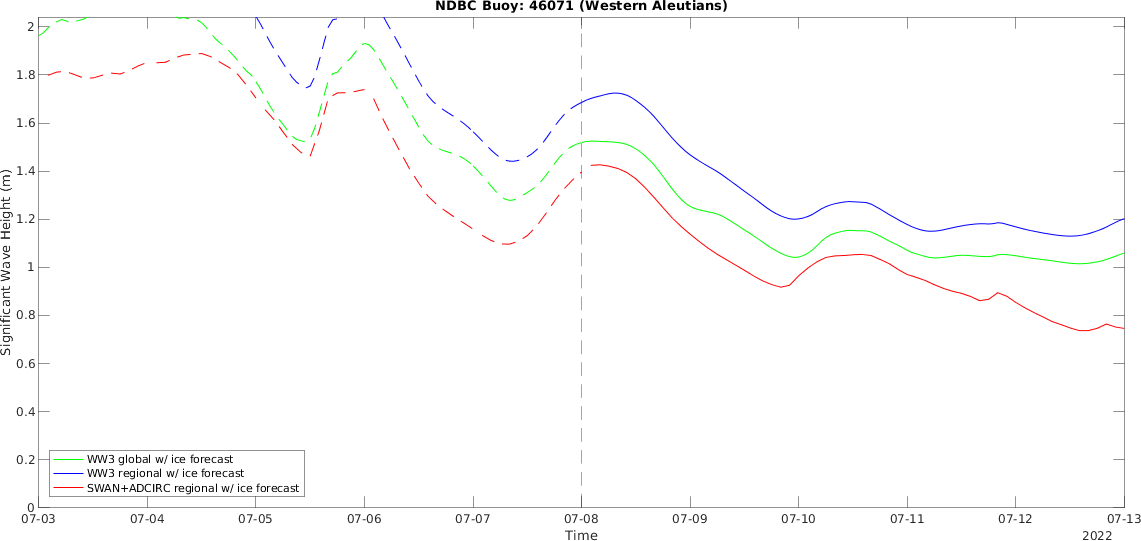 NDBC Buoy: 46071 (Western Aleutians)
Significant Wave Height (m)
2
1.8
1.6
1.4
1.2
1
0.8
0.6
0.4
0.2
0
WW3 global w/ ice forecast
WW3 regional w/ ice forecast
SWAN+ADCIRC regional w/ ice forecast
07-03 07-04 07-05 07-06 07-07 07-08 07-09 07-10 07-11 07-12 07-13
Time
2022